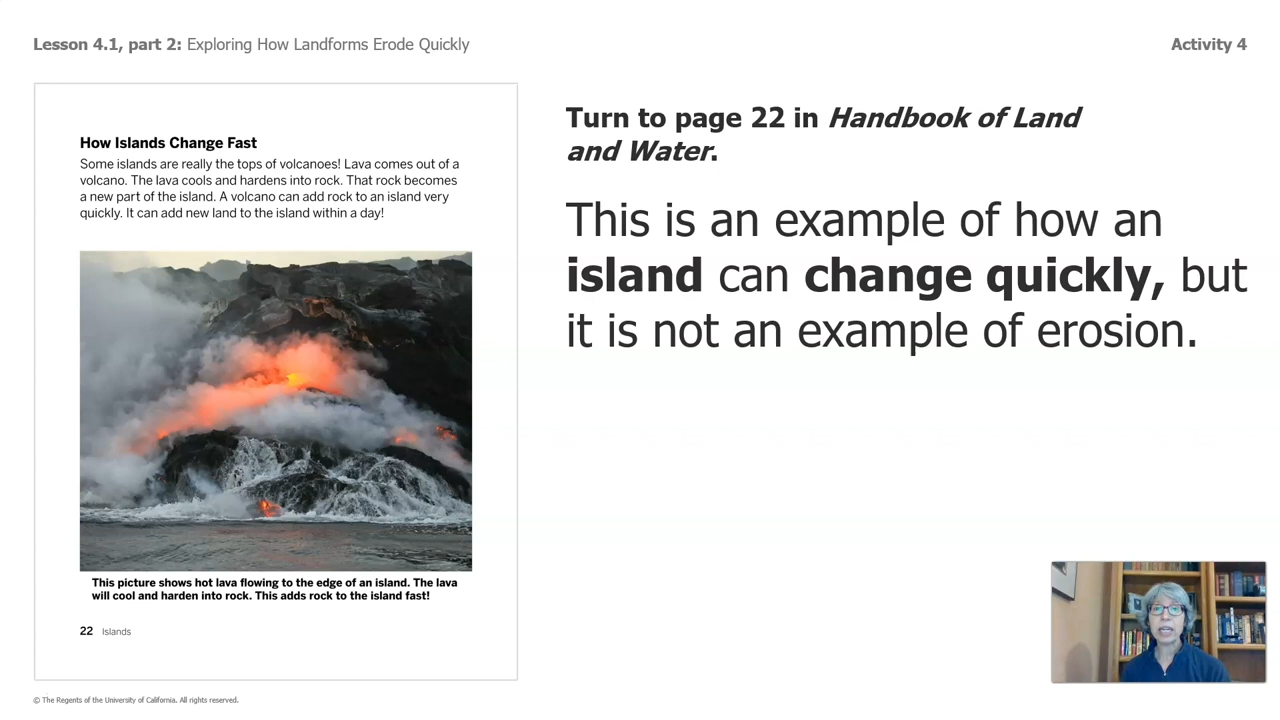 Lesson 4.1, part 2: Exploring How Landforms Erode Quickly
Activity 4
How Islands Change Fast
Some islands are really the tops of volcanoes! Lava comes out of a
volcano. The lava cools and hardens into rock. That rock becomes
a new part of the island. A volcano can add rock to an island very
quickly. It can add new land to the island within a day!
This picture shows hot lava flowing to the edge of an island. The lava
will cool and harden into rock. This adds rock to the island fast!
22 Islands
Turn to page 22 in Handbook of Land
and Water.
This is an example of how an
island can change quickly, but
it is not an example of erosion.
© The Regents of the University of California. All rights reserved.